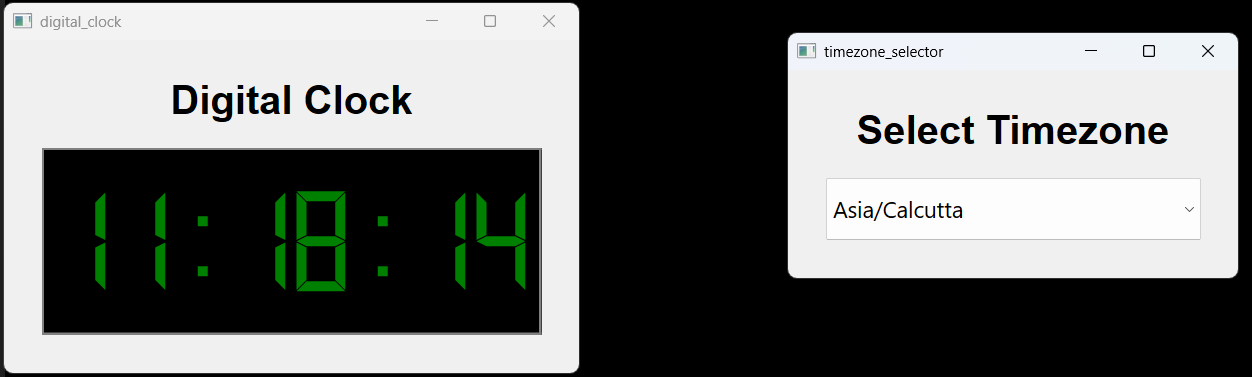 digital_clock
Digital Clock
11:18:14
timezone_selector
Select Timezone
Asia/Calcutta